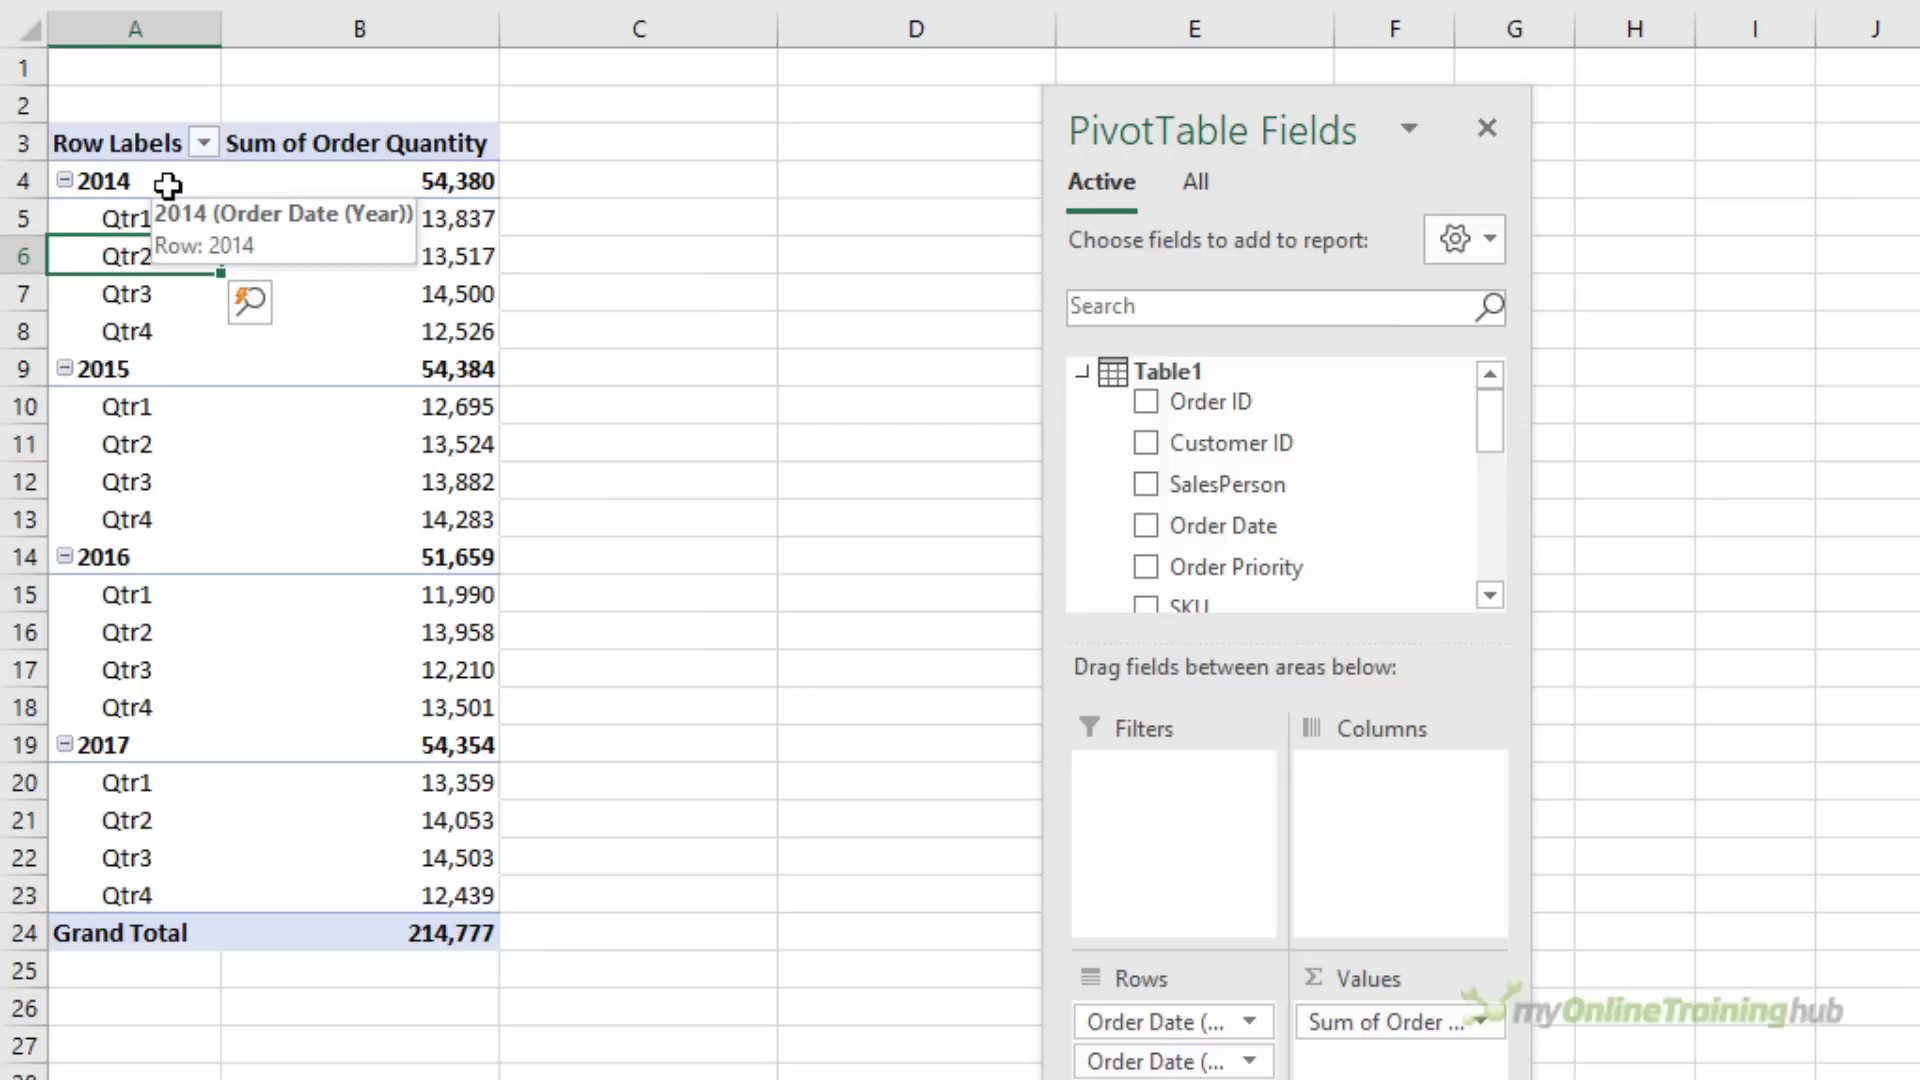 A B C D E F G H I J
1
2
3 Row Labels Sum of Order Quantity
4 2014 54,380
5 Qtr1 13,837
2014 (Order Date (Year))
Row: 2014
6 Qtr2 13,517
7 Qtr3 14,500
8 Qtr4 12,526
9 2015 54,384
10 Qtr1 12,695
11 Qtr2 13,524
12 Qtr3 13,882
13 Qtr4 14,283
14 2016 51,659
15 Qtr1 11,990
16 Qtr2 13,958
17 Qtr3 12,210
18 Qtr4 13,501
19 2017 54,354
20 Qtr1 13,359
21 Qtr2 14,053
22 Qtr3 14,503
23 Qtr4 12,439
24 Grand Total 214,777
25
26
27
PivotTable Fields
Active All
Choose fields to add to report:
Search
Table1
Order ID
Customer ID
SalesPerson
Order Date
Order Priority
SKU
Drag fields between areas below:
Filters
Columns
Rows
Σ Values
Order Date (...
Sum of Order ...
Order Date (...
myOnlineTraininghub